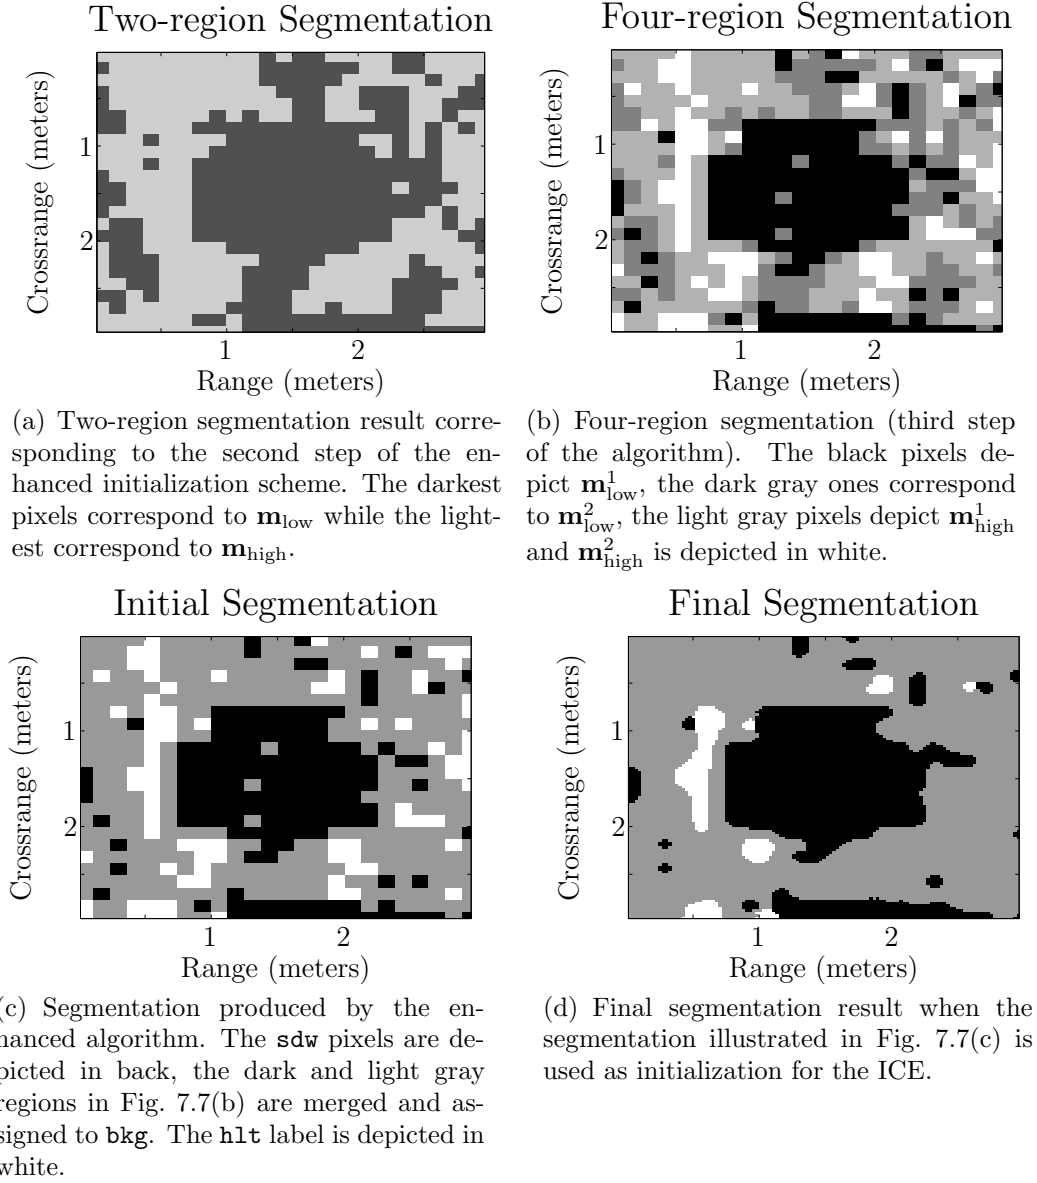 Two-region Segmentation
Crossrange (meters)
1
2
1 2
Range (meters)
(a) Two-region segmentation result corre-
sponding to the second step of the en-
hanced initialization scheme. The darkest
pixels correspond to m_low while the light-
est correspond to m_high.
Four-region Segmentation
Crossrange (meters)
1
2
1 2
Range (meters)
(b) Four-region segmentation (third step
of the algorithm). The black pixels de-
pict m^1_low, the dark gray ones correspond
to m^2_low, the light gray pixels depict m^1_high
and m^2_high is depicted in white.
Initial Segmentation
Crossrange (meters)
1
2
1 2
Range (meters)
(c) Segmentation produced by the en-
hanced algorithm. The sdw pixels are de-
picted in back, the dark and light gray
regions in Fig. 7.7(b) are merged and as-
signed to bkg. The hlt label is depicted in
white.
Final Segmentation
Crossrange (meters)
1
2
1 2
Range (meters)
(d) Final segmentation result when the
segmentation illustrated in Fig. 7.7(c) is
used as initialization for the ICE.